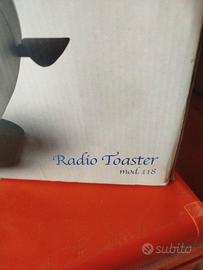 Radio Toaster
mod. 118
subito